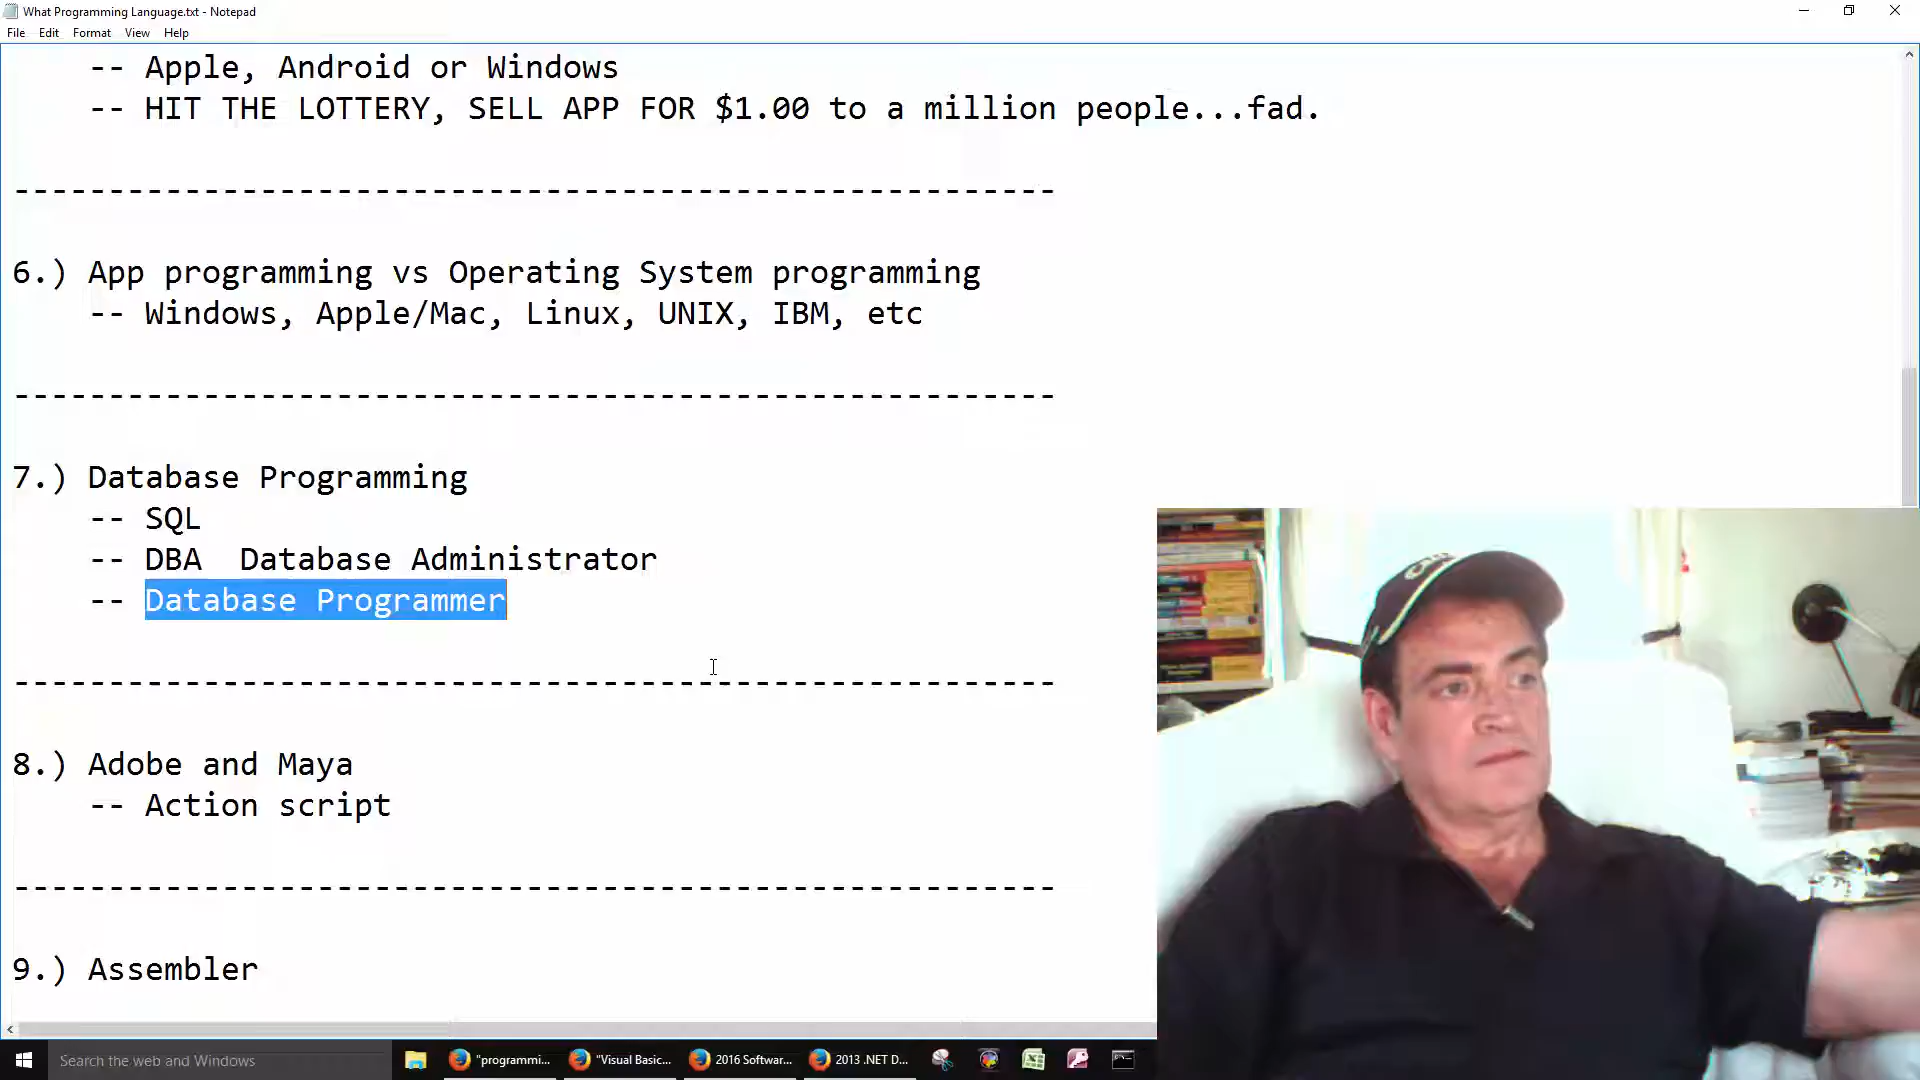 What Programming Language.txt - Notepad
File Edit Format View Help
-- Apple, Android or Windows
-- HIT THE LOTTERY, SELL APP FOR $1.00 to a million people...fad.
-------------------------------------------------------
6.) App programming vs Operating System programming
-- Windows, Apple/Mac, Linux, UNIX, IBM, etc
-------------------------------------------------------
7.) Database Programming
-- SQL
-- DBA  Database Administrator
-- Database Programmer
-------------------------------------------------------
8.) Adobe and Maya
-- Action script
-------------------------------------------------------
9.) Assembler
Search the web and Windows
"programmi...
"Visual Basic...
2016 Softwar...
2013 .NET D...